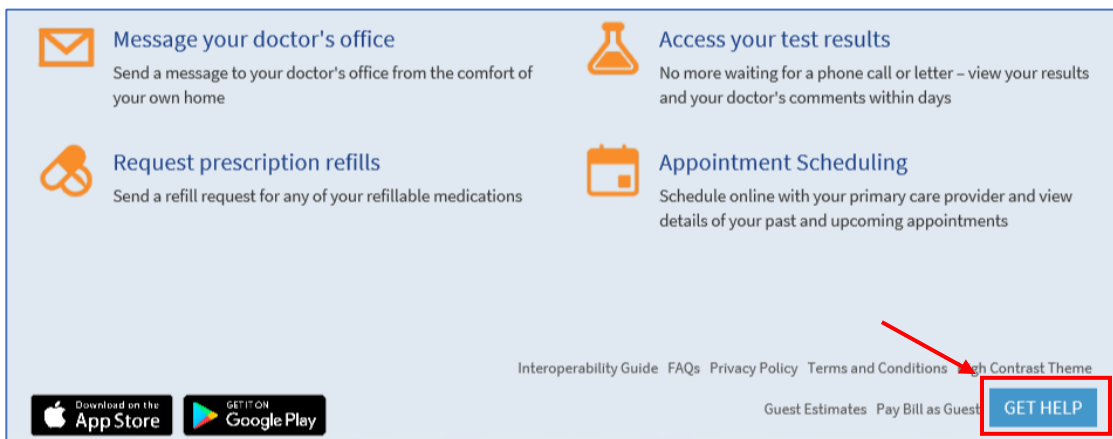 Message your doctor's office
Send a message to your doctor's office from the comfort of
your own home
Access your test results
No more waiting for a phone call or letter – view your results
and your doctor's comments within days
Request prescription refills
Send a refill request for any of your refillable medications
Appointment Scheduling
Schedule online with your primary care provider and view
details of your past and upcoming appointments
Interoperability Guide FAQs Privacy Policy Terms and Conditions High Contrast Theme
Download on the
App Store
GET IT ON
Google Play
Guest Estimates Pay Bill as Guest
GET HELP